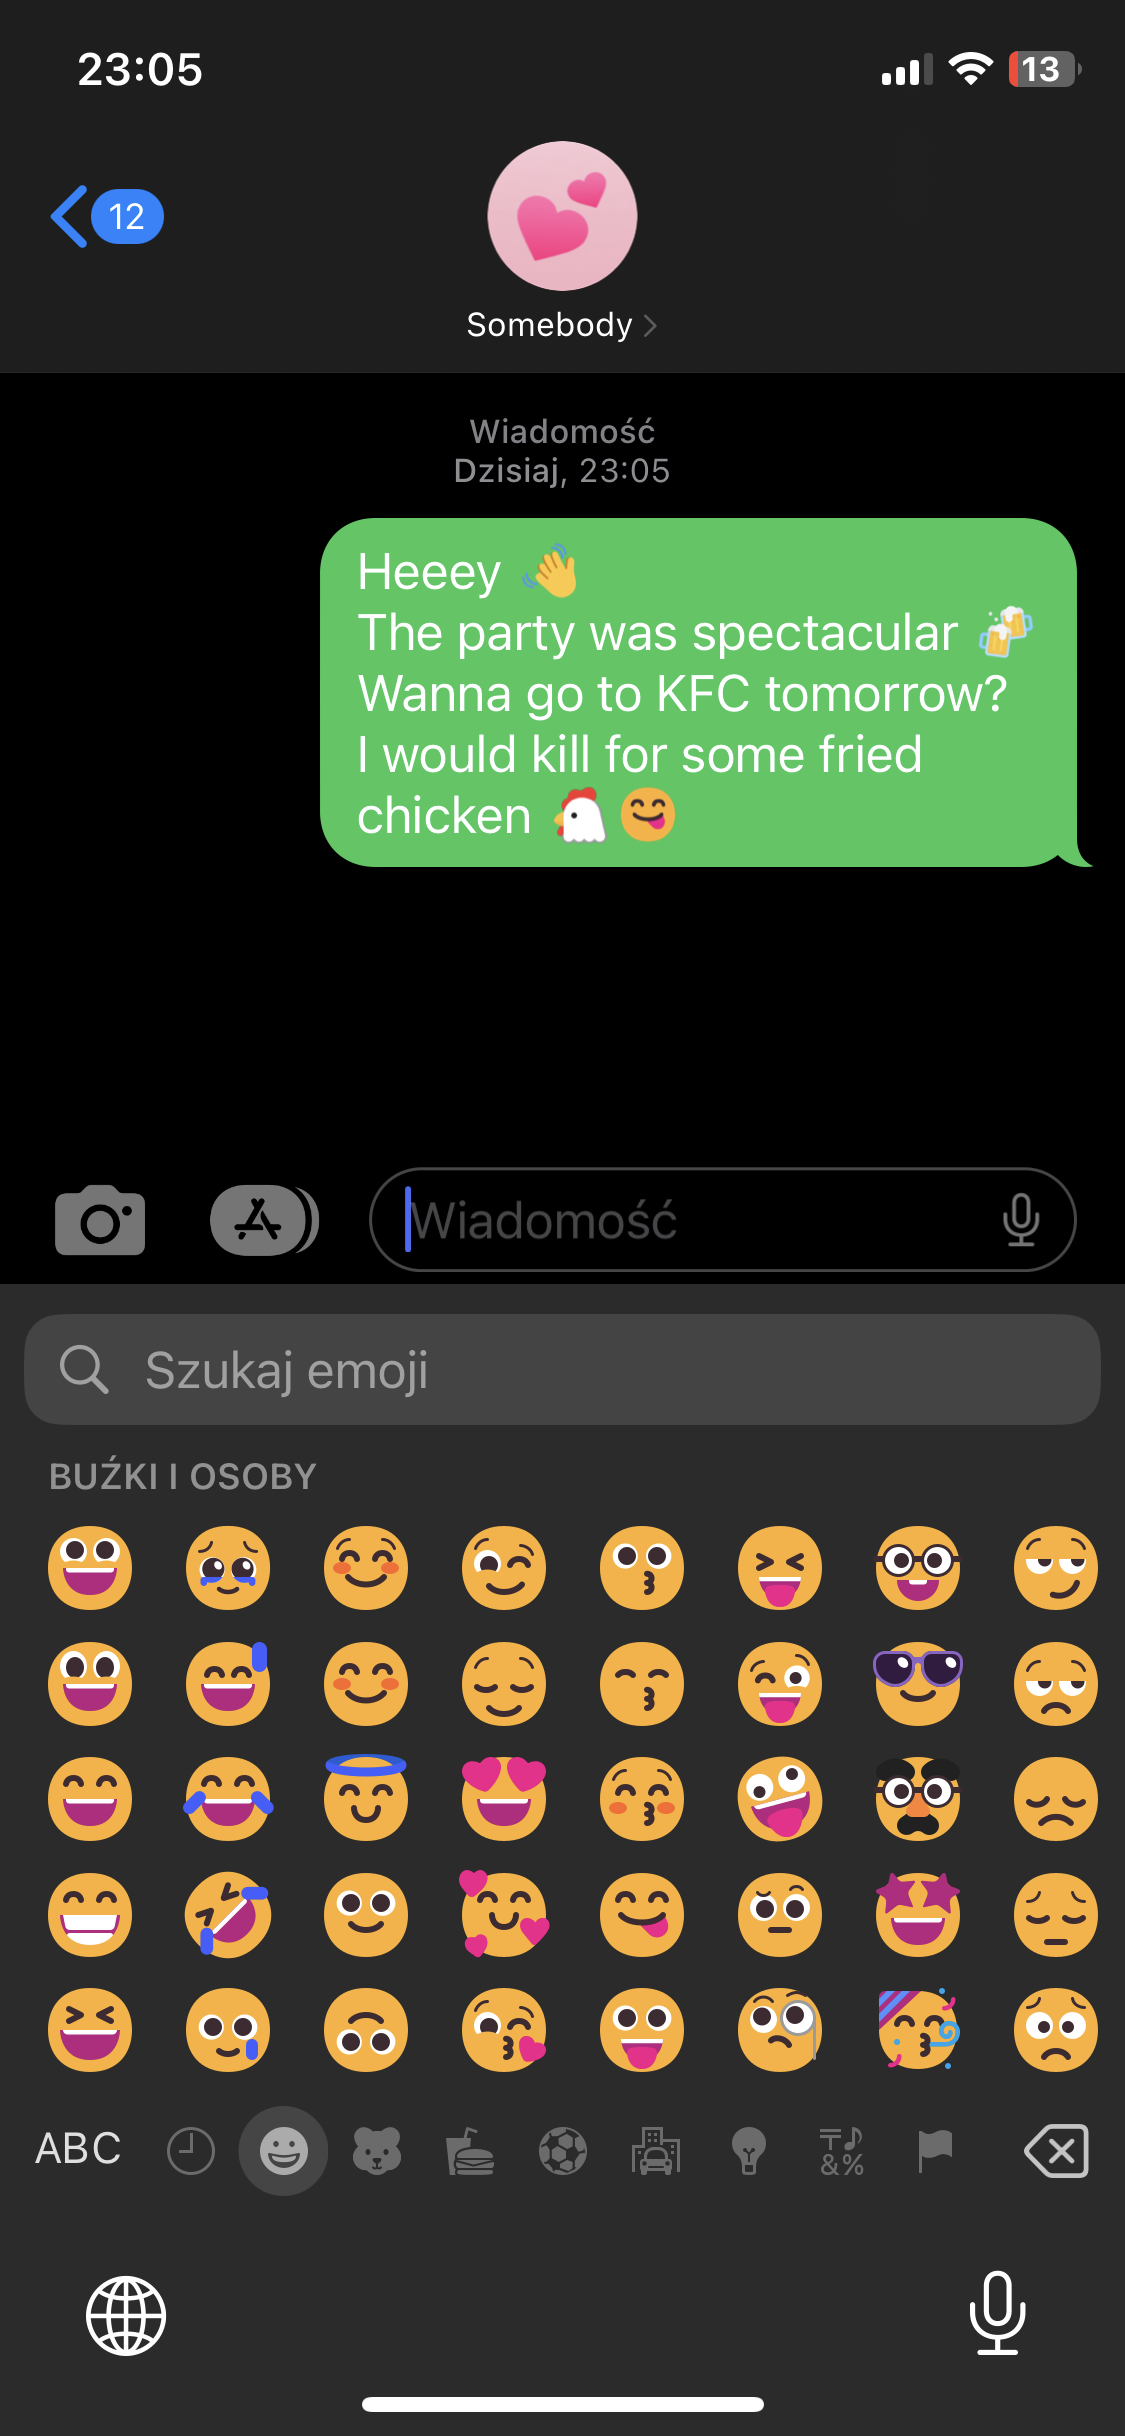 23:05
13
12
Somebody
Wiadomość
Dzisiaj, 23:05
Heeey 👋
The party was spectacular 🍻
Wanna go to KFC tomorrow?
I would kill for some fried
chicken 🐔😋
Wiadomość
Szukaj emoji
BUŹKI I OSOBY
ABC
&%